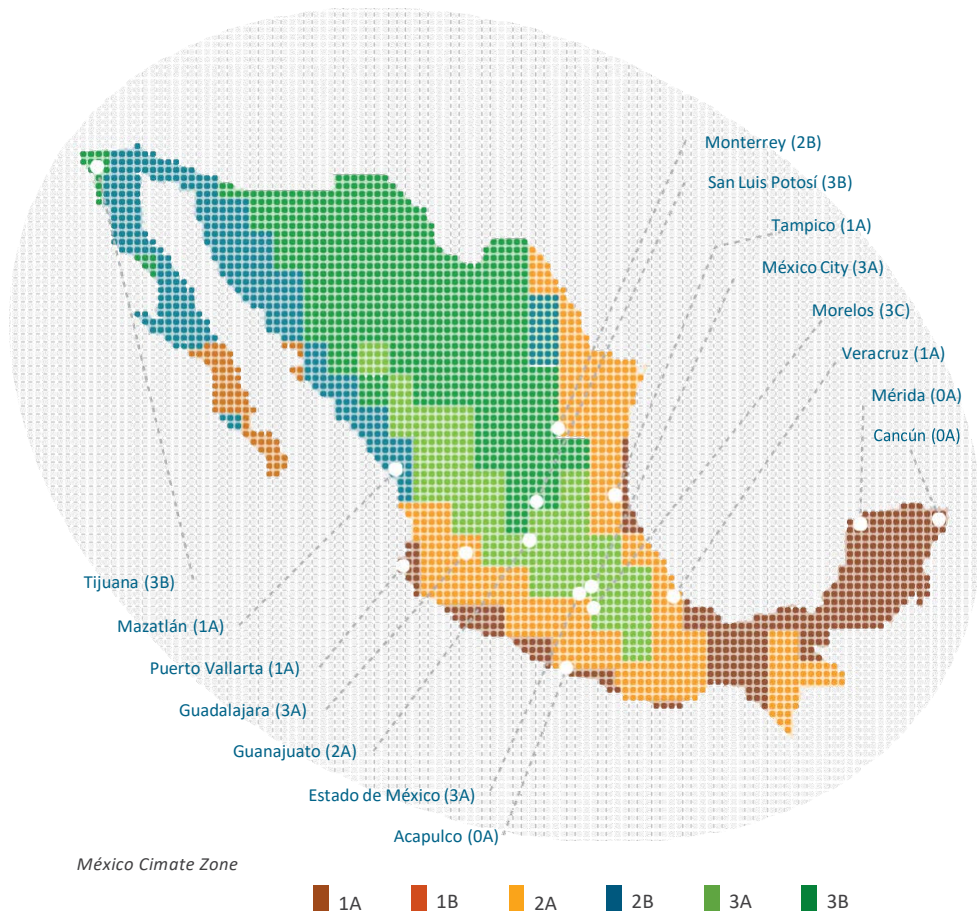 Monterrey (2B)
San Luis Potosí (3B)
Tampico (1A)
México City (3A)
Morelos (3C)
Veracruz (1A)
Mérida (0A)
Cancún (0A)
Tijuana (3B)
Mazatlán (1A)
Puerto Vallarta (1A)
Guadalajara (3A)
Guanajuato (2A)
Estado de México (3A)
Acapulco (0A)
México Cimate Zone
1A 1B 2A 2B 3A 3B